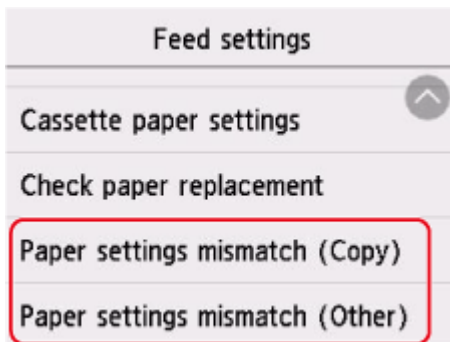 Feed settings
Cassette paper settings
Check paper replacement
Paper settings mismatch (Copy)
Paper settings mismatch (Other)